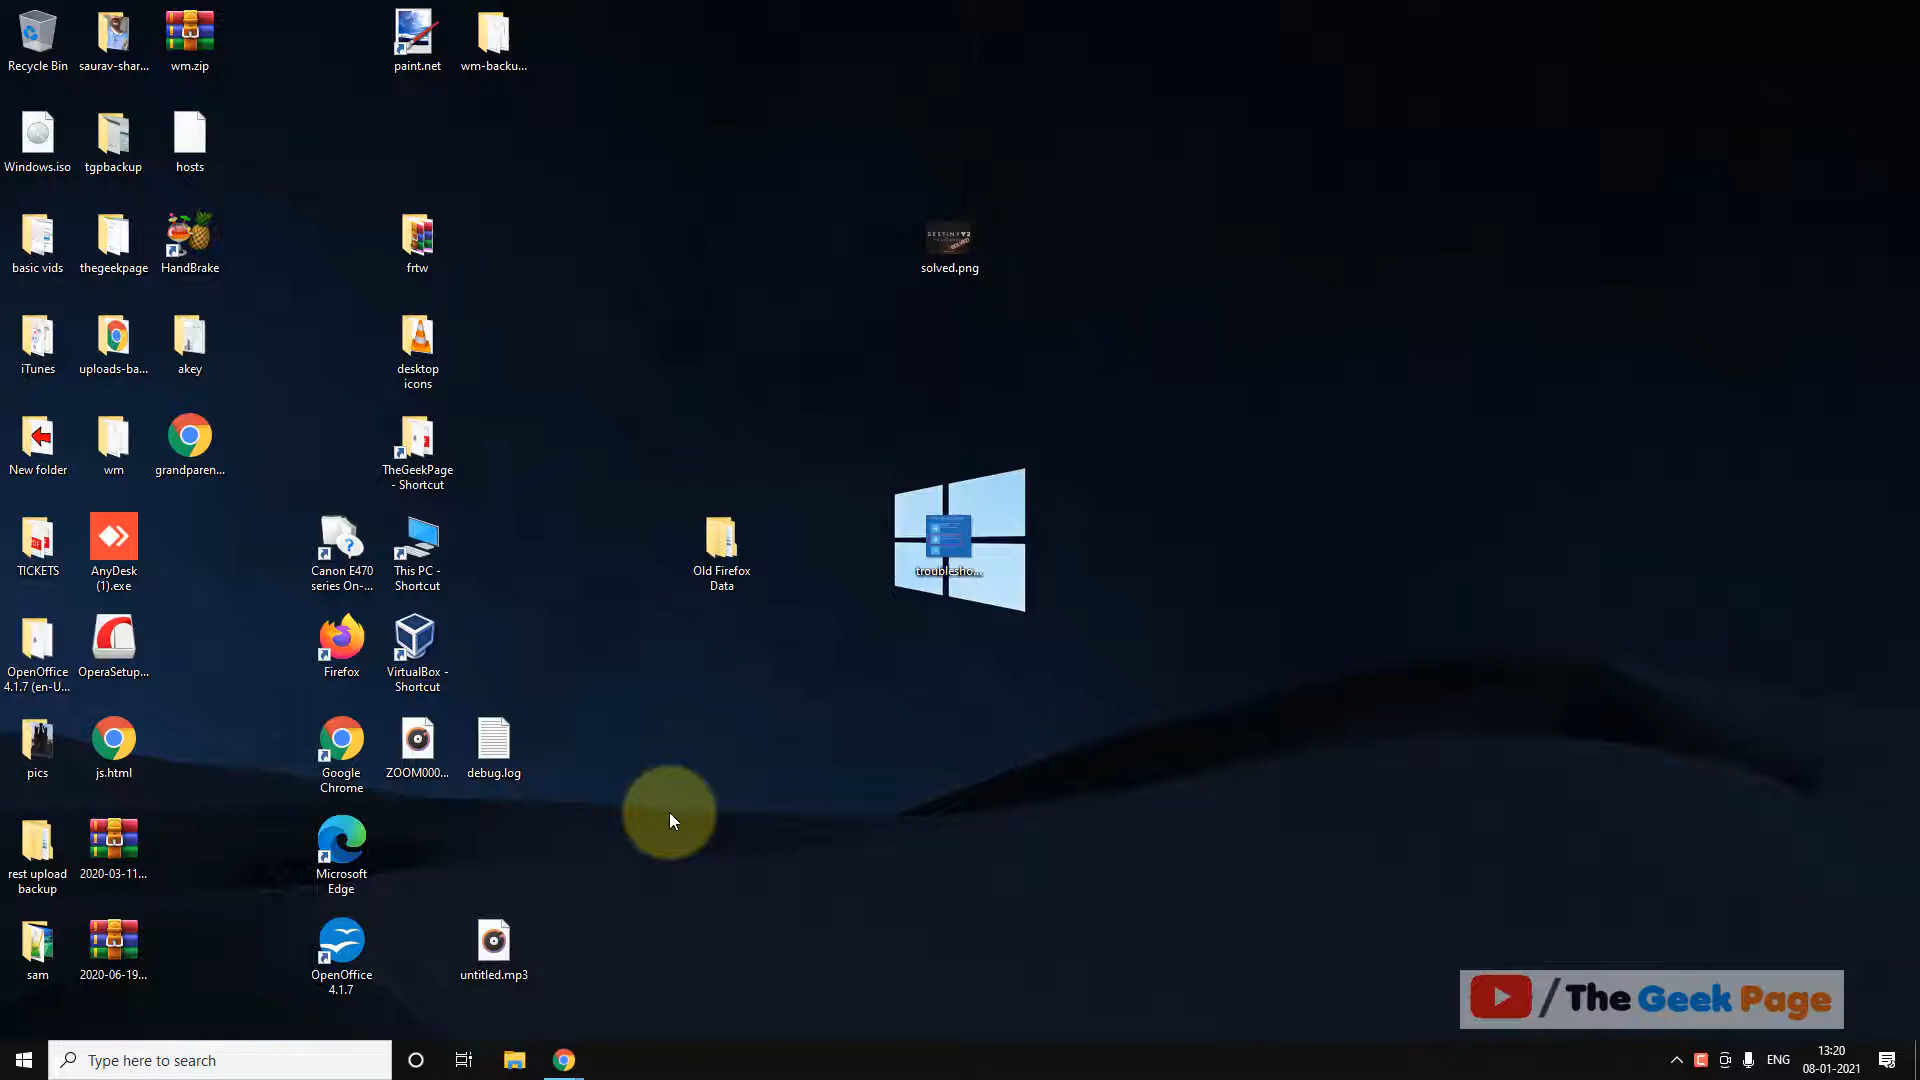 Recycle Bin
saurav-shar...
wm.zip
paint.net
wm-backu...
Windows.iso
tgpbackup
hosts
basic vids
thegeekpage
HandBrake
frtw
DESTINY 2
solved.png
iTunes
uploads-ba...
akey
desktop
icons
New folder
wm
grandparen...
TheGeekPage
- Shortcut
TICKETS
AnyDesk
(1).exe
Canon E470
series On-...
This PC -
Shortcut
Old Firefox
Data
troublesho...
OpenOffice
4.1.7 (en-U...
OperaSetup...
Firefox
VirtualBox -
Shortcut
pics
js.html
Google
Chrome
ZOOM000...
debug.log
rest upload
backup
2020-03-11...
Microsoft
Edge
sam
2020-06-19...
OpenOffice
4.1.7
untitled.mp3
/ The Geek Page
Type here to search
ENG
13:20
08-01-2021